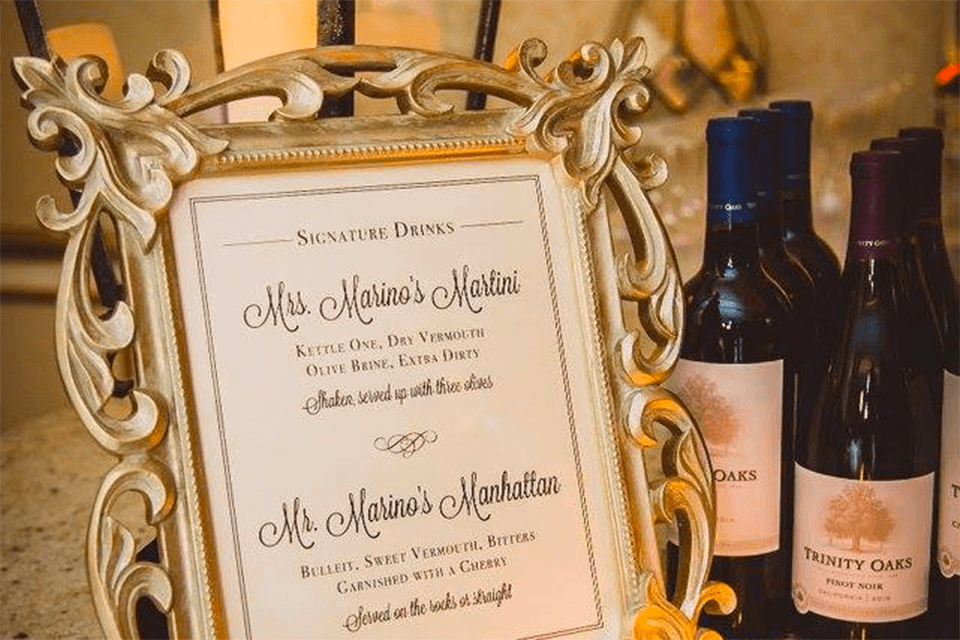 Signature Drinks
Mrs. Marino's Martini
Kettle One, Dry Vermouth
Olive Brine, Extra Dirty
Shaken, served up with three olives
Mr. Marino's Manhattan
Bulleit, Sweet Vermouth, Bitters
Garnished with a Cherry
Served on the rocks or straight
TRINITY OAKS
OAKS
TRINITY OAKS
PINOT NOIR
CALIFORNIA